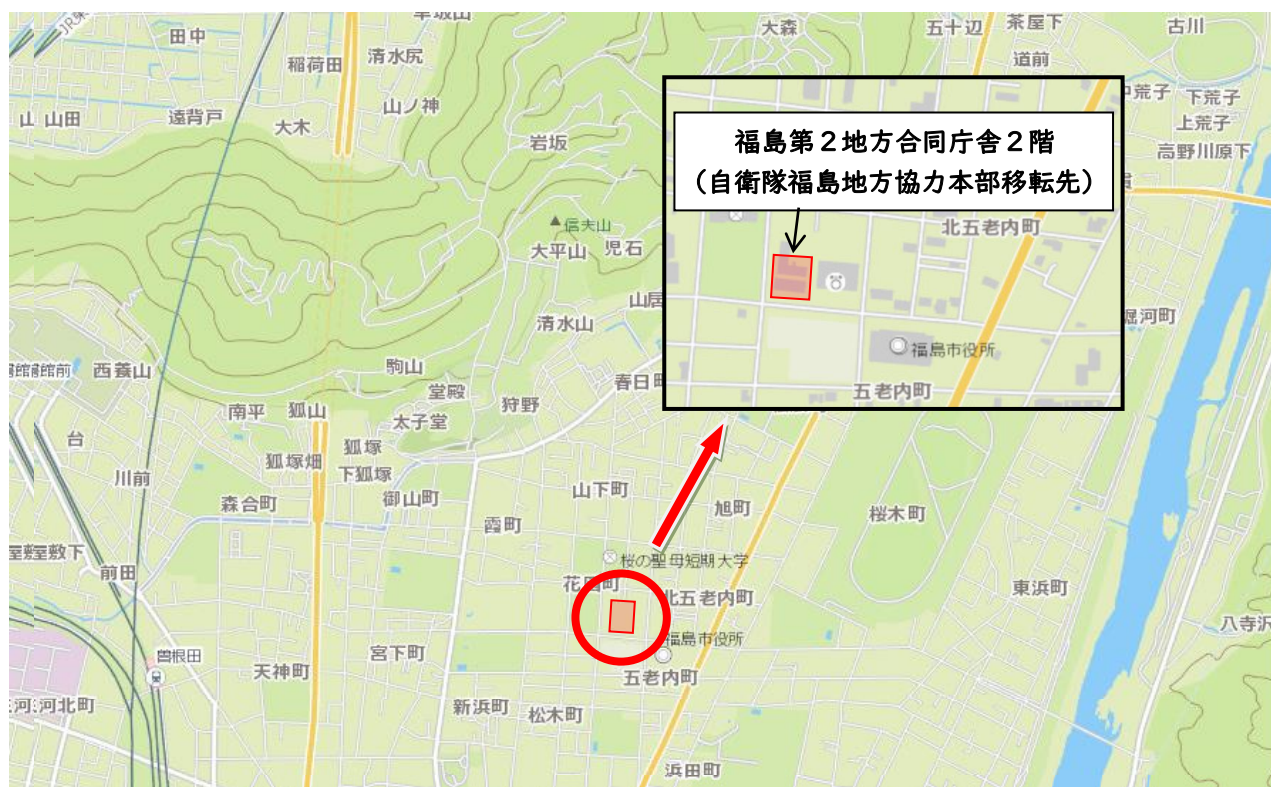 田中
稲荷田
清水尻
大森
五十辺
茶屋下
古川
道前
山 山田
遠背戸
大木
山ノ神
岩坂
中荒子
下荒子
上荒子
高野川原下
福島第２地方合同庁舎２階
（自衛隊福島地方協力本部移転先）
北五老内町
福島市役所
五老内町
信夫山
大平山
児石
清水山
堀河町
西養山
駒山
堂殿
狩野
南平
狐山
太子堂
台
狐塚
狐塚畑
下狐塚
川前
森合町
御山町
山下町
霞町
旭町
桜木町
桜の聖母短期大学
前田
東浜町
北五老内町
八寺沢
福島市役所
曽根田
天神町
宮下町
五老内町
河北町
新浜町
松木町
浜田町